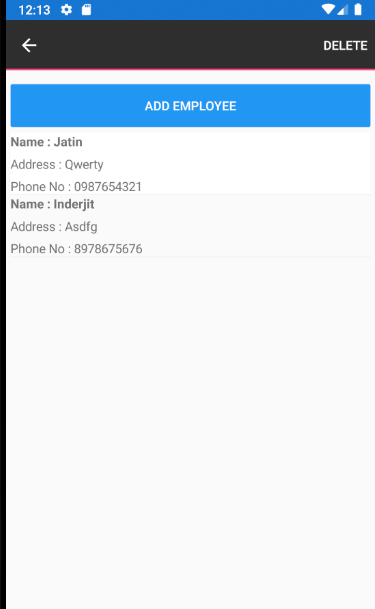 12:13
DELETE
ADD EMPLOYEE
Name : Jatin
Address : Qwerty
Phone No : 0987654321
Name : Inderjit
Address : Asdfg
Phone No : 8978675676